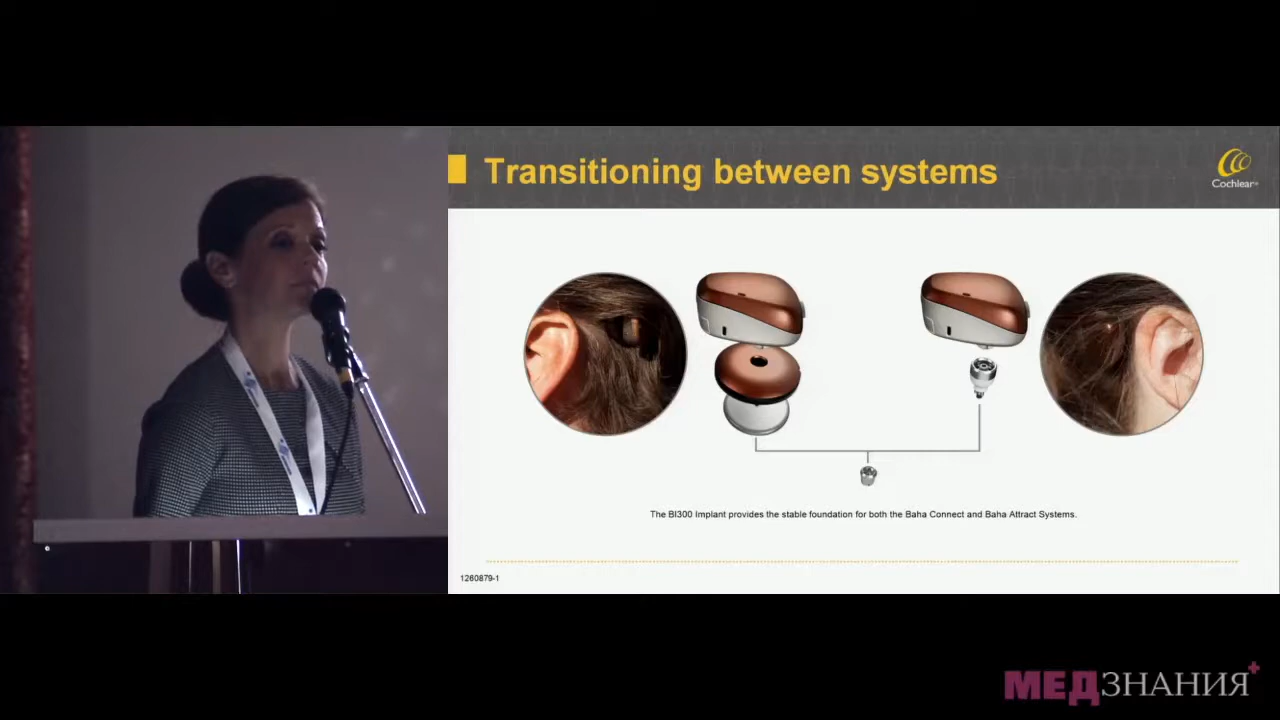 Transitioning between systems
Cochlear
The BI300 Implant provides the stable foundation for both the Baha Connect and Baha Attract Systems.
1260879-1
МЕДЗНАНИЯ+